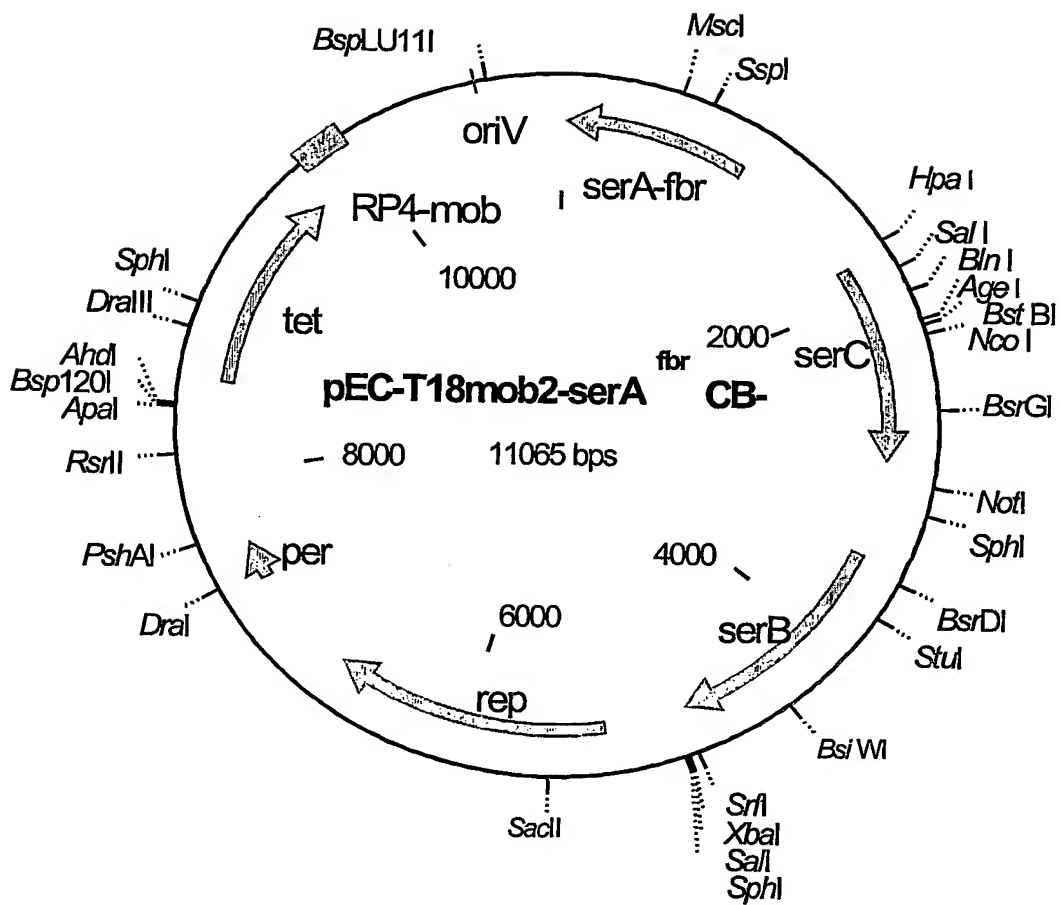 BspLU11I
MscI
SspI
oriV
serA-fbr
I
HpaI
RP4-mob
SalI
BlnI
AgeI
BstBI
NcoI
SphI
DraIII
10000
tet
2000
serC
AhdI
Bsp120I
ApaI
pEC-T18mob2-serA fbr CB-
BsrGI
RsrII
8000
11065 bps
NotI
SphI
PshAI
per
4000
DraI
6000
serB
BsrDI
StuI
rep
BsiWI
SacII
SrfI
XbaI
SalI
SphI